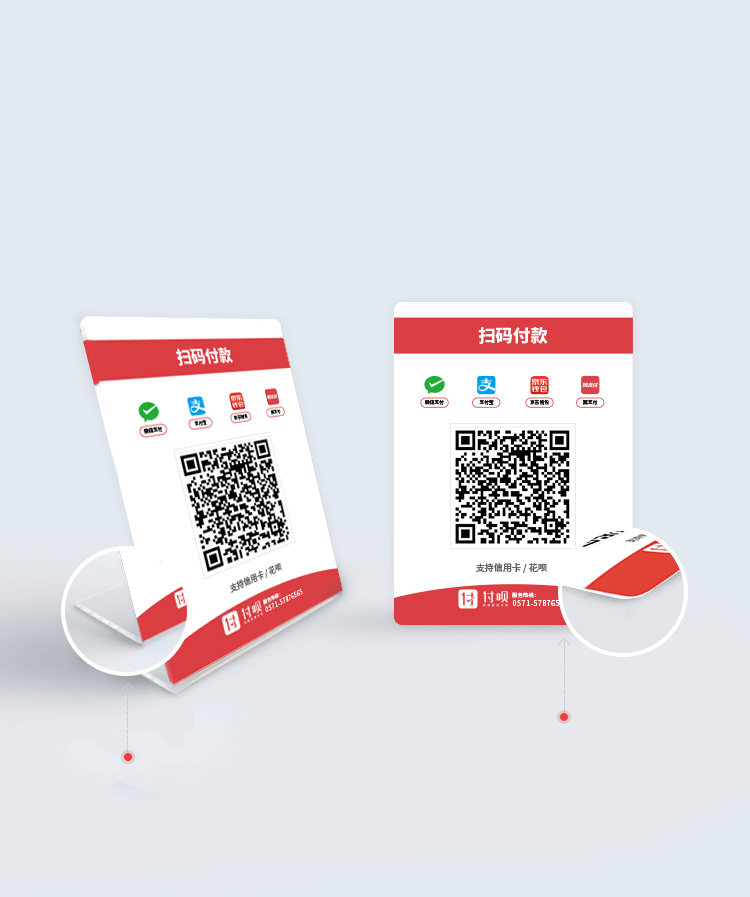 扫码付款
微信支付
支付宝
京东钱包
翼支付
支持信用卡 / 花呗
付呗
服务热线:
0571-57876565
扫码付款
微信支付
支付宝
京东钱包
翼支付
支持信用卡 / 花呗
付呗
服务热线:
0571-578765